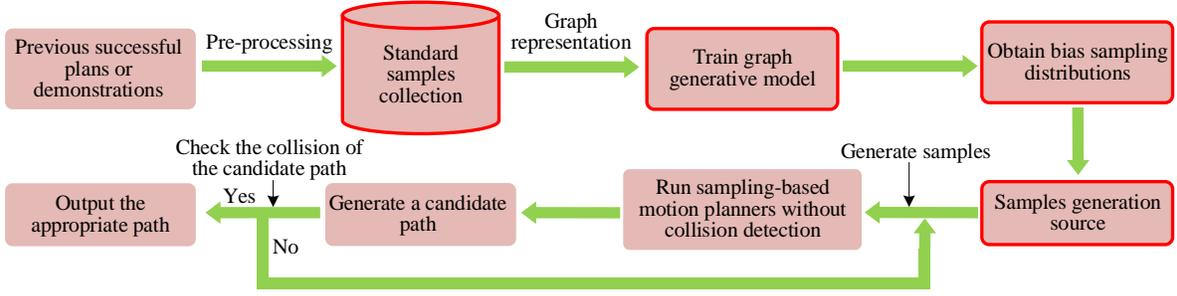 Previous successful
plans or
demonstrations
Pre-processing
Standard
samples
collection
Graph
representation
Train graph
generative model
Obtain bias sampling
distributions
Check the collision of
the candidate path
Generate samples
Output the
appropriate path
Yes
No
Generate a candidate
path
Run sampling-based
motion planners without
collision detection
Samples generation
source